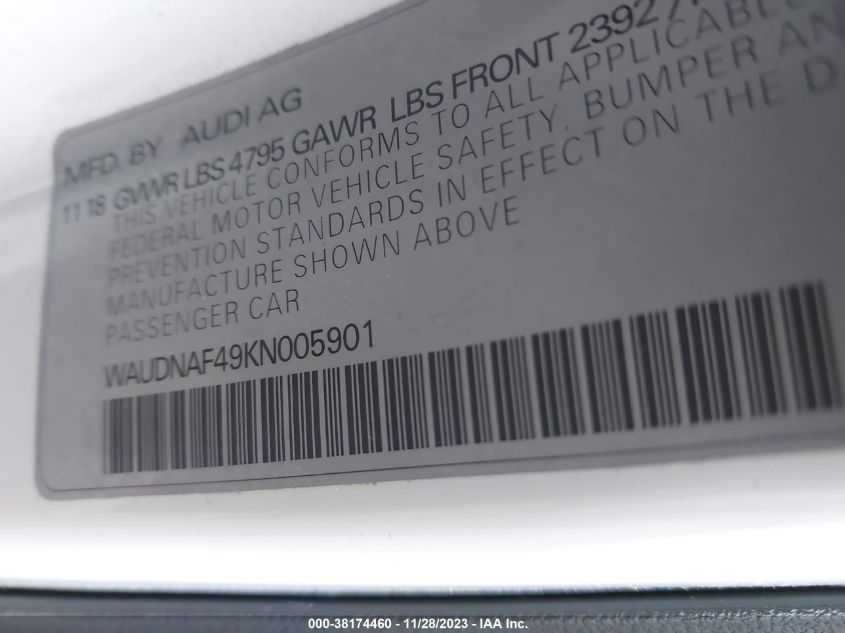 MFD. BY AUDI AG
11 18 GVWR LBS 4795 GAWR LBS FRONT 2392
THIS VEHICLE CONFORMS TO ALL APPLICABLE
FEDERAL MOTOR VEHICLE SAFETY, BUMPER AN
PREVENTION STANDARDS IN EFFECT ON THE D
MANUFACTURE SHOWN ABOVE
PASSENGER CAR
WAUDNAF49KN005901
000-38174460 - 11/28/2023 - IAA Inc.